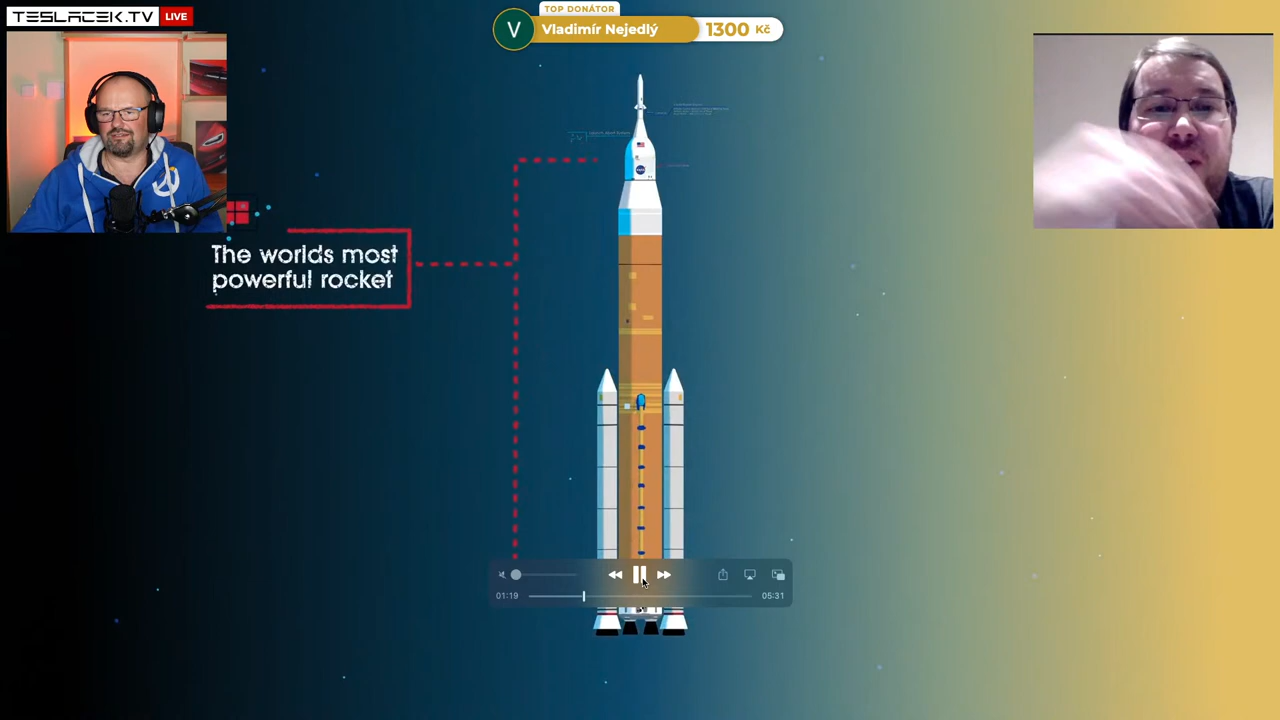 TESLACEK.TV LIVE
TOP DONÁTOR
V Vladimír Nejedlý 1300 Kč
The worlds most
powerful rocket
01:19 05:31